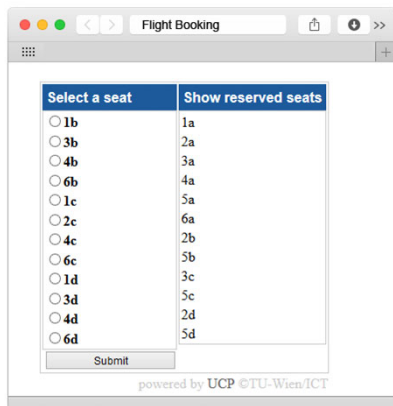 Flight Booking
Select a seat
Show reserved seats
1b
3b
4b
6b
1c
2c
4c
6c
1d
3d
4d
6d
1a
2a
3a
4a
5a
6a
2b
5b
3c
5c
2d
5d
Submit
powered by UCP ©TU-Wien/ICT